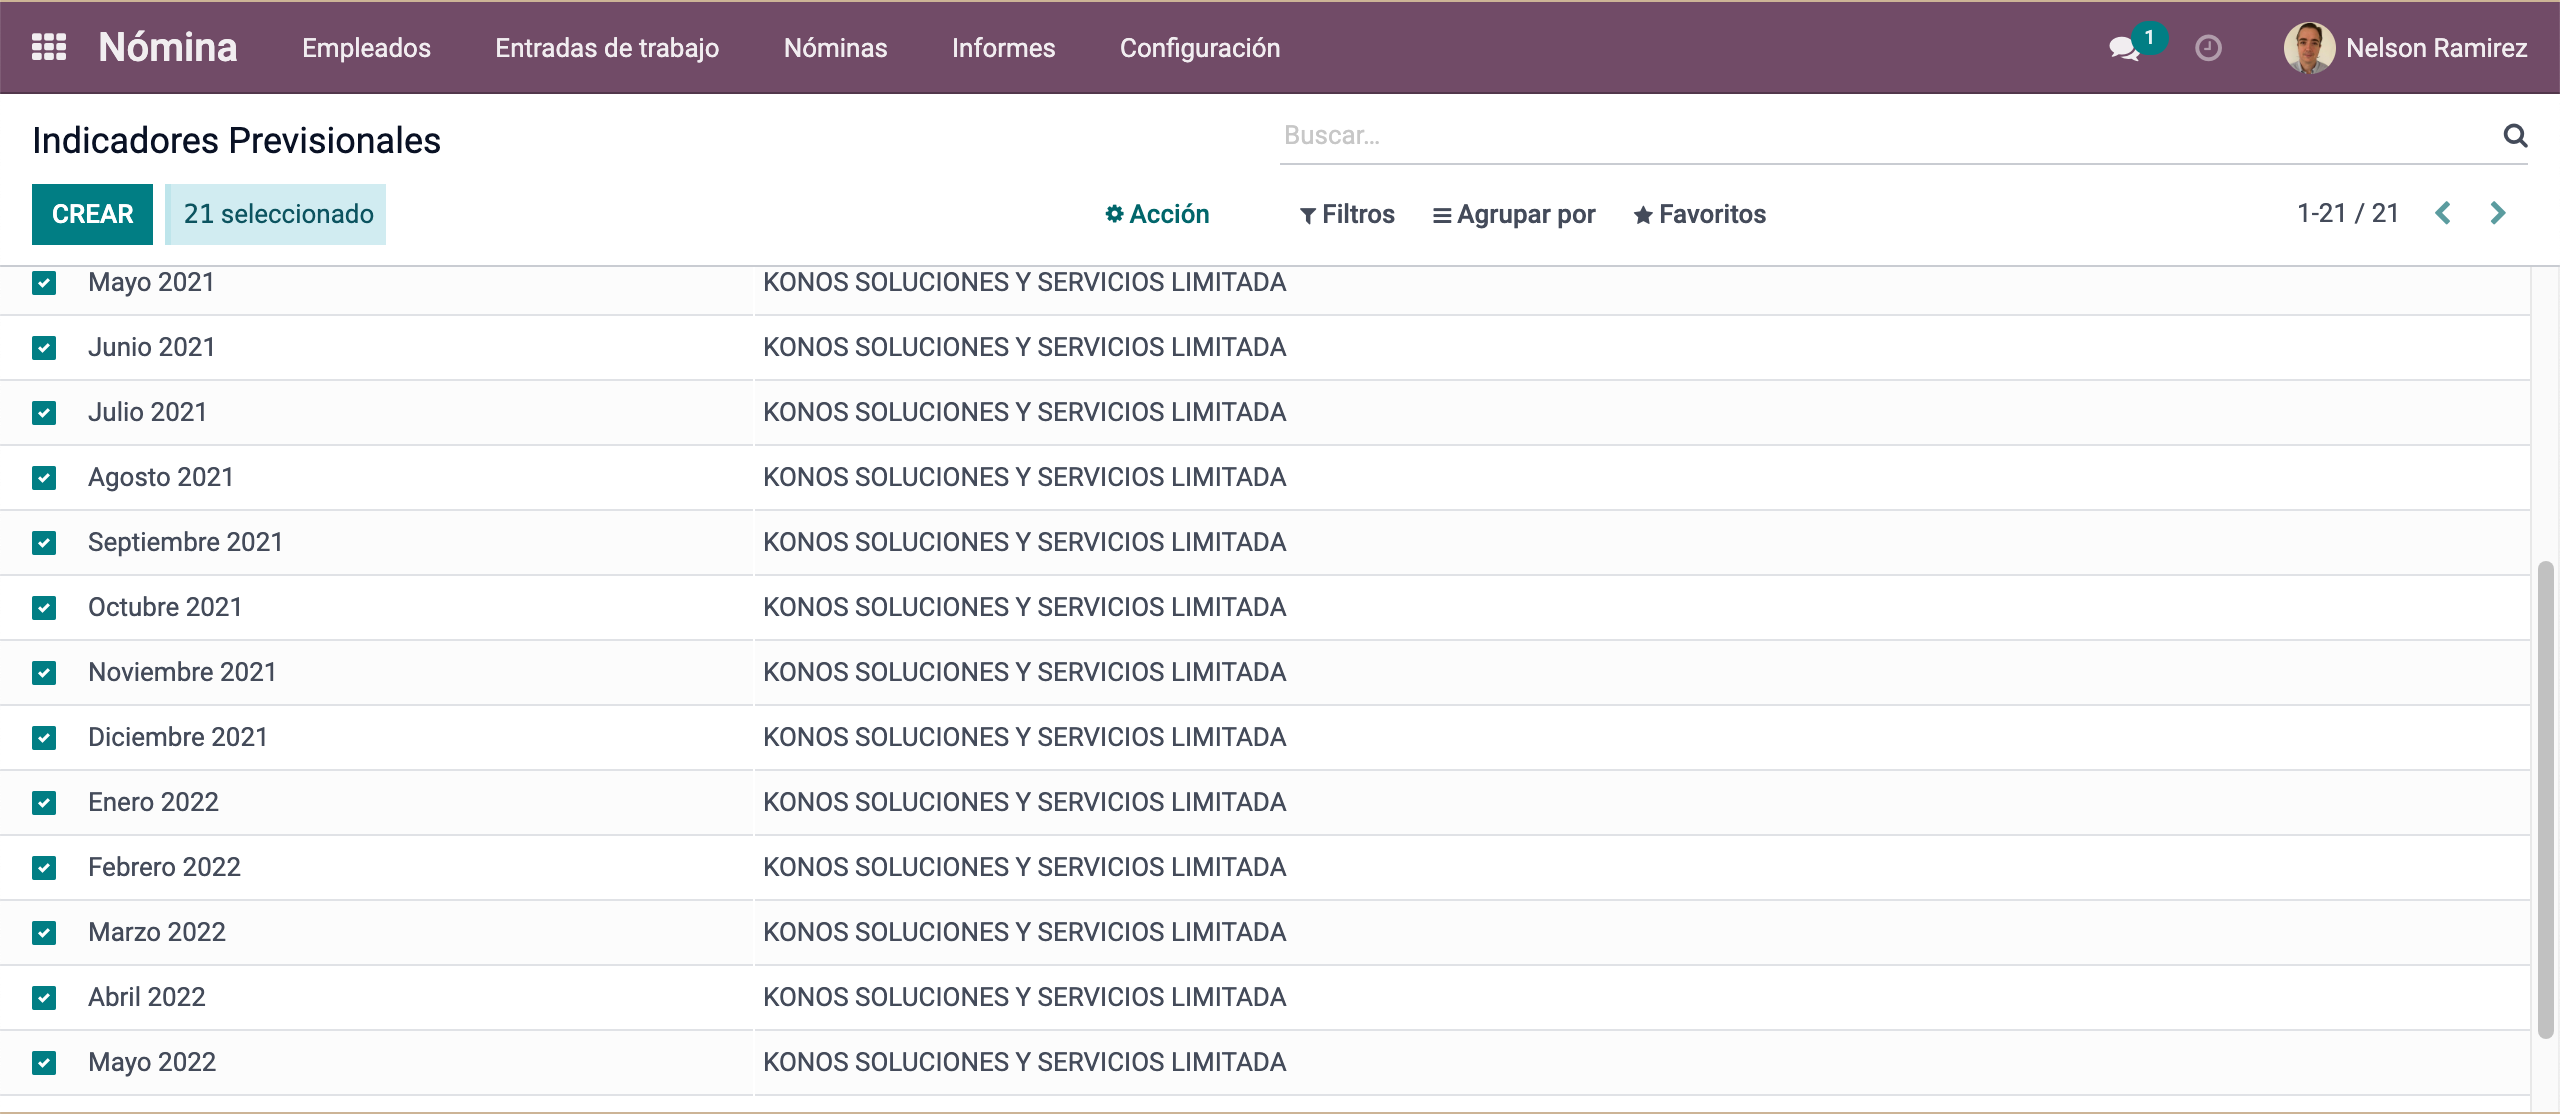 Nómina Empleados Entradas de trabajo Nóminas Informes Configuración 1 Nelson Ramirez
Indicadores Previsionales Buscar...
CREAR 21 seleccionado Acción Filtros Agrupar por Favoritos 1-21 / 21
Mayo 2021 KONOS SOLUCIONES Y SERVICIOS LIMITADA
Junio 2021 KONOS SOLUCIONES Y SERVICIOS LIMITADA
Julio 2021 KONOS SOLUCIONES Y SERVICIOS LIMITADA
Agosto 2021 KONOS SOLUCIONES Y SERVICIOS LIMITADA
Septiembre 2021 KONOS SOLUCIONES Y SERVICIOS LIMITADA
Octubre 2021 KONOS SOLUCIONES Y SERVICIOS LIMITADA
Noviembre 2021 KONOS SOLUCIONES Y SERVICIOS LIMITADA
Diciembre 2021 KONOS SOLUCIONES Y SERVICIOS LIMITADA
Enero 2022 KONOS SOLUCIONES Y SERVICIOS LIMITADA
Febrero 2022 KONOS SOLUCIONES Y SERVICIOS LIMITADA
Marzo 2022 KONOS SOLUCIONES Y SERVICIOS LIMITADA
Abril 2022 KONOS SOLUCIONES Y SERVICIOS LIMITADA
Mayo 2022 KONOS SOLUCIONES Y SERVICIOS LIMITADA